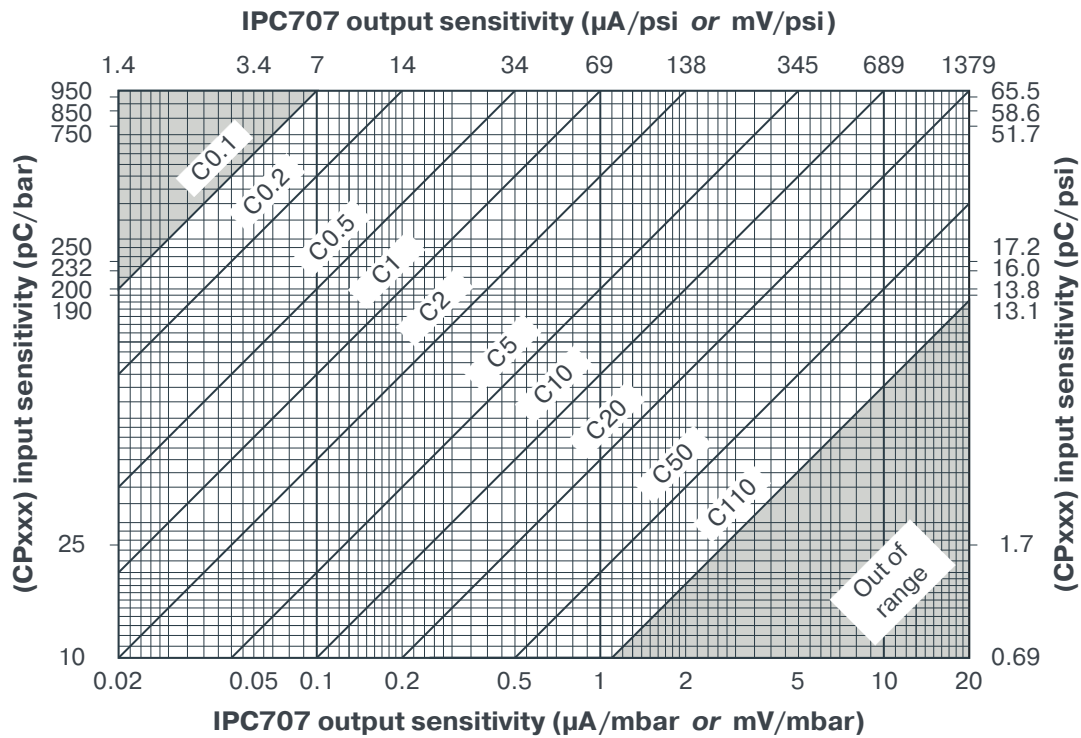 IPC707 output sensitivity (µA/psi or mV/psi)
1.4 3.4 7 14 34 69 138 345 689 1379
(CPxxx) input sensitivity (pC/bar)
950
850
750
250
232
200
190
25
10
C0.1
C0.2
C0.5
C1
C2
C5
C10
C20
C50
C110
Out of
range
65.5
58.6
51.7
17.2
16.0
13.8
13.1
1.7
0.69
(CPxxx) input sensitivity (pC/psi)
0.02 0.05 0.1 0.2 0.5 1 2 5 10 20
IPC707 output sensitivity (µA/mbar or mV/mbar)